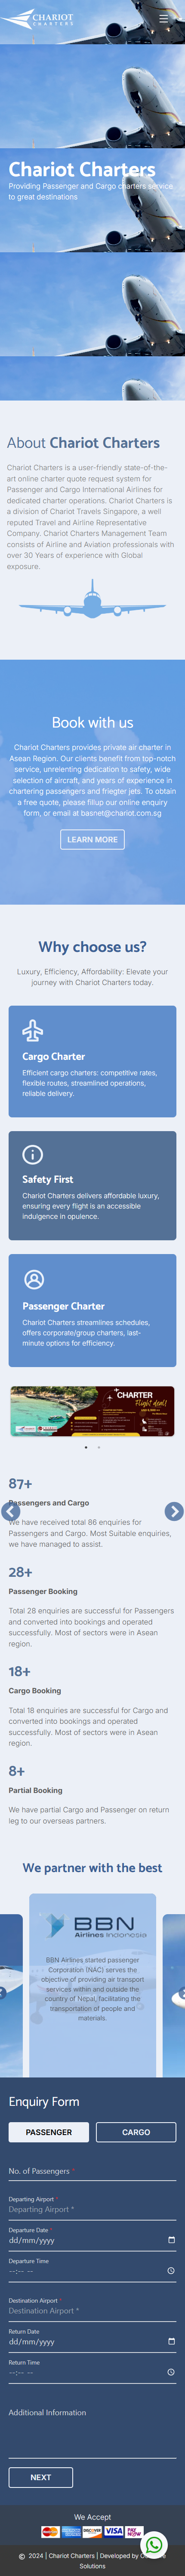 CHARIOT
CHARTERS
Chariot Charters
Providing Passenger and Cargo charters service
to great destinations
About Chariot Charters
Chariot Charters is a user-friendly state-of-the-
art online charter quote request system for
Passenger and Cargo International Airlines for
dedicated charter operations. Chariot Charters is
a division of Chariot Travels Singapore, a well
reputed Travel and Airline Representative
Company. Chariot Charters Management Team
consists of Airline and Aviation professionals with
over 30 Years of experience with Global
exposure.
Book with us
Chariot Charters provides private air charter in
Asean Region. Our clients benefit from top-notch
service, unrelenting dedication to safety, wide
selection of aircraft, and years of experience in
chartering passengers and frieghter jets. To obtain
a free quote, please fillup our online enquiry
form, or email at basnet@chariot.com.sg
LEARN MORE
Why choose us?
Luxury, Efficiency, Affordability: Elevate your
journey with Chariot Charters today.
Cargo Charter
Efficient cargo charters: competitive rates,
flexible routes, streamlined operations,
reliable delivery.
Safety First
Chariot Charters delivers affordable luxury,
ensuring every flight is an accessible
indulgence in opulence.
Passenger Charter
Chariot Charters streamlines schedules,
offers corporate/group charters, last-
minute options for efficiency.
CHARTER
Flight deal!
87+
Passengers and Cargo
We have received total 86 enquiries for
Passengers and Cargo. Most Suitable enquiries,
we have managed to assist.
28+
Passenger Booking
Total 28 enquiries are successful for Passengers
and converted into bookings and operated
successfully. Most of sectors were in Asean
region.
18+
Cargo Booking
Total 18 enquiries are successful for Cargo and
converted into bookings and operated
successfully. Most of sectors were in Asean
region.
8+
Partial Booking
We have partial Cargo and Passenger on return
leg to our overseas partners.
We partner with the best
BBN
Airlines Indonesia
BBN Airlines started passenger
Corporation (NAC) serves the
objective of providing air transport
services within and outside the
country of Nepal, facilitating the
transportation of people and
materials.
Enquiry Form
PASSENGER CARGO
No. of Passengers *
Departing Airport *
Departing Airport *
Departure Date *
dd/mm/yyyy
Departure Time
--:-- --
Destination Airport *
Destination Airport *
Return Date
dd/mm/yyyy
Return Time
--:-- --
Additional Information
NEXT
We Accept
VISA
© 2024 | Chariot Charters | Developed by
Solutions